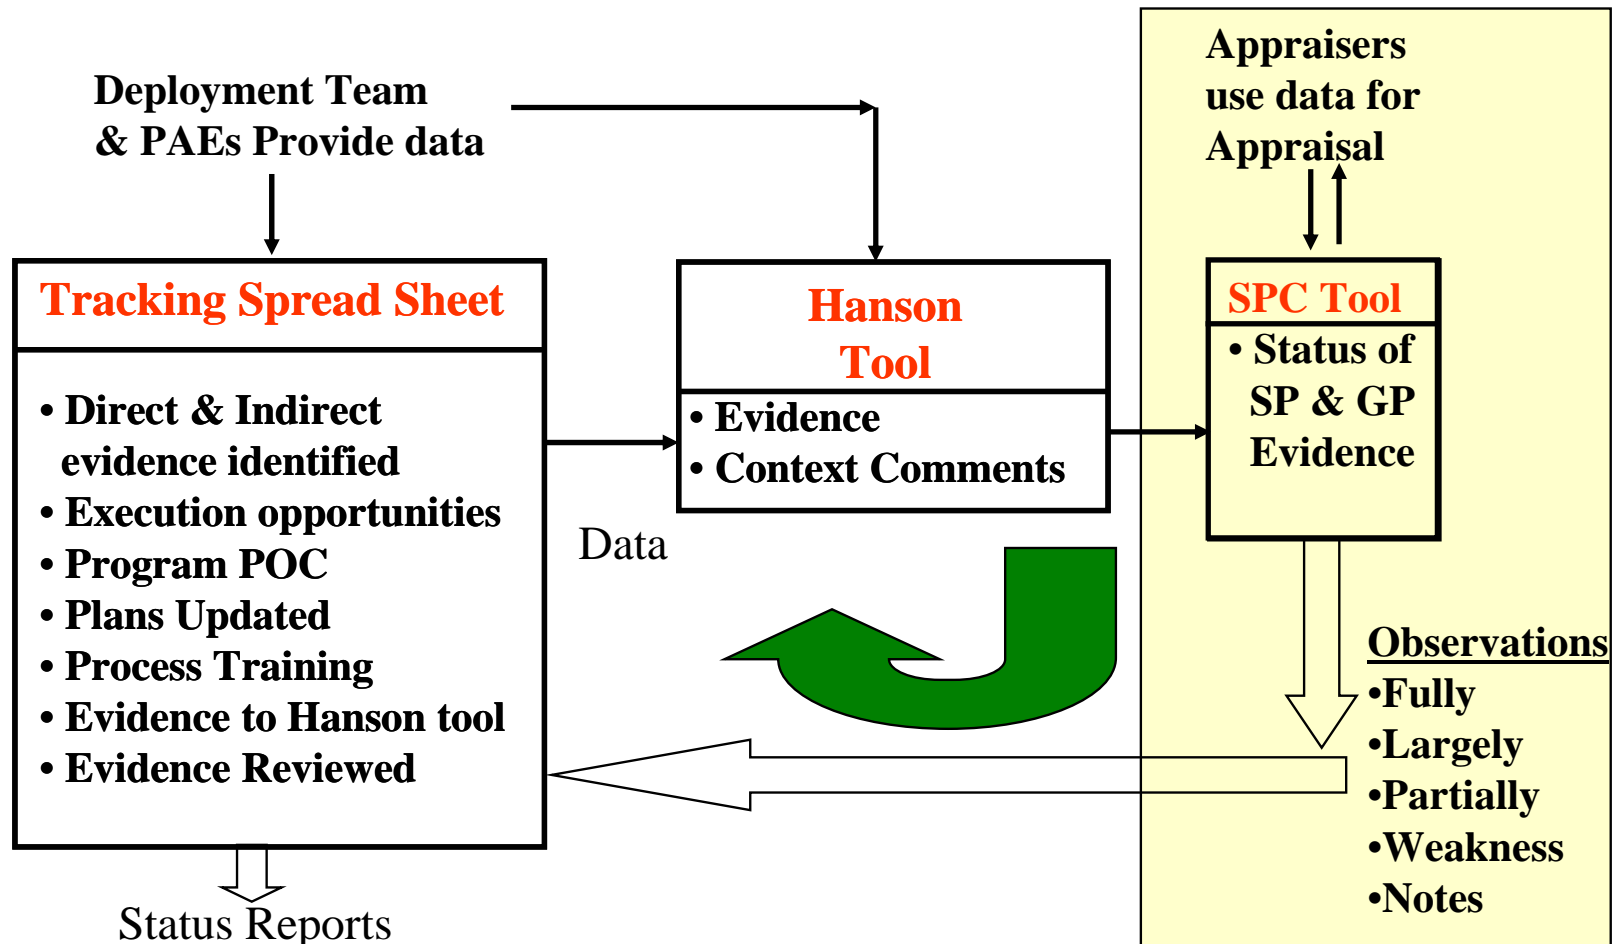 Deployment Team
& PAEs Provide data
Tracking Spread Sheet
• Direct & Indirect
evidence identified
• Execution opportunities
• Program POC
• Plans Updated
• Process Training
• Evidence to Hanson tool
• Evidence Reviewed
Status Reports
Data
Hanson
Tool
• Evidence
• Context Comments
Appraisers
use data for
Appraisal
SPC Tool
• Status of
SP & GP
Evidence
Observations
•Fully
•Largely
•Partially
•Weakness
•Notes